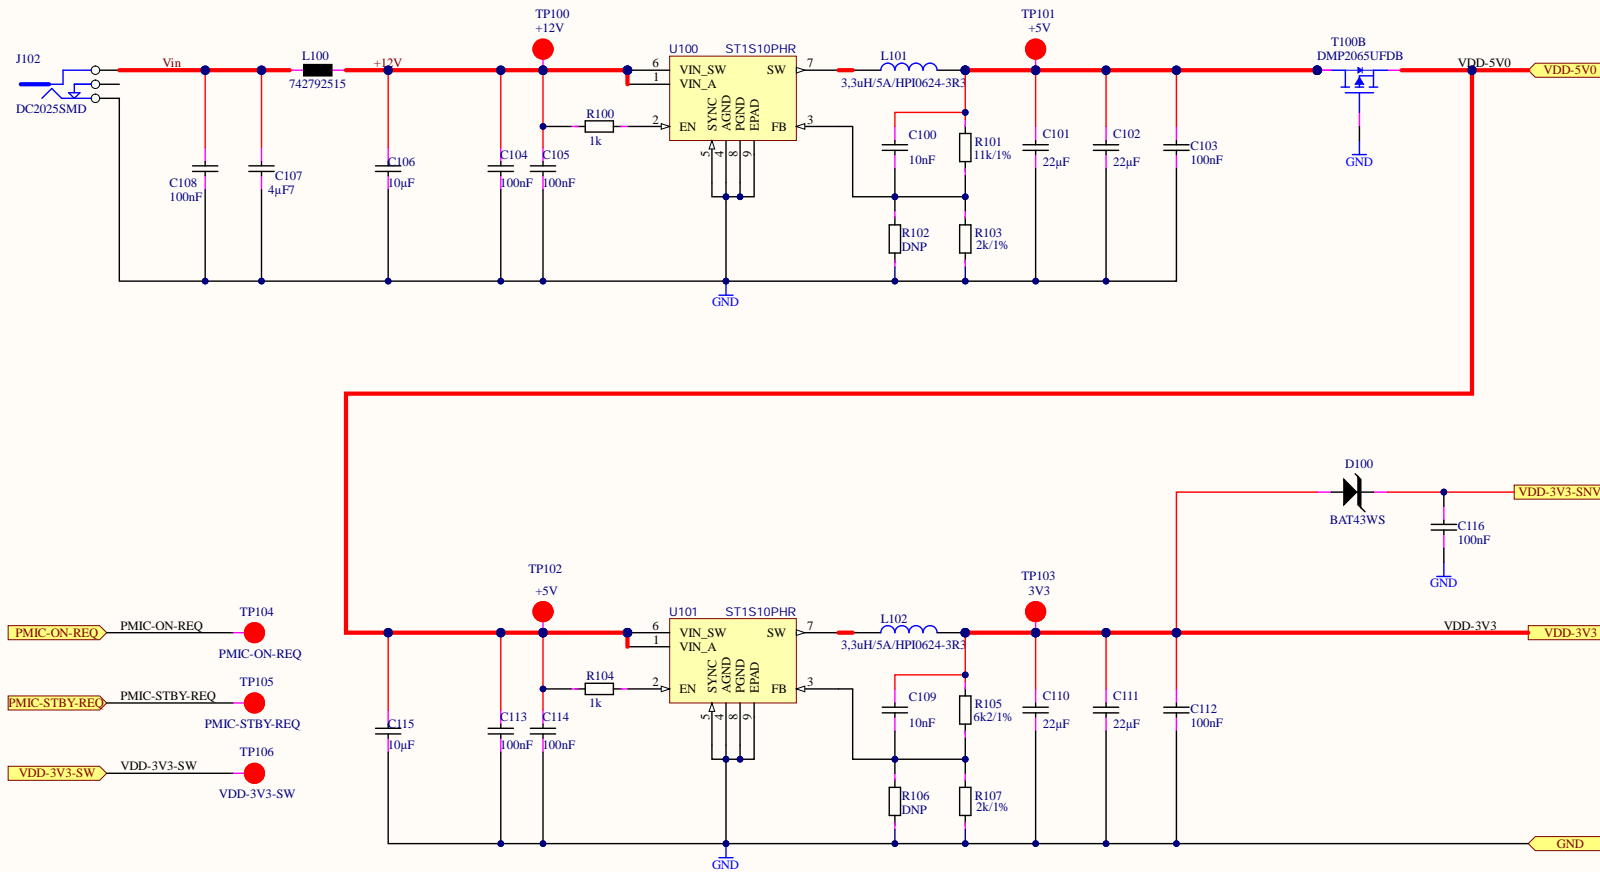 TP100
+12V
TP101
+5V
J102
DC2025SMD
Vin
L100
742792515
+12V
U100
ST1S10PHR
6
VIN_SW
1
VIN_A
2
EN
SW
7
FB
3
SYNC
AGND
PGND
EPAD
5
4
8
9
R100
1k
L101
3,3uH/5A/HPI0624-3R3
T100B
DMP2065UFDB
VDD-5V0
VDD-5V0
GND
C108
100nF
C107
4µF7
C106
10µF
C104
100nF
C105
100nF
C100
10nF
R101
11k/1%
C101
22µF
C102
22µF
C103
100nF
R102
DNP
R103
2k/1%
GND
D100
BAT43WS
VDD-3V3-SNV
C116
100nF
GND
TP102
+5V
TP103
3V3
U101
ST1S10PHR
6
VIN_SW
1
VIN_A
2
EN
SW
7
FB
3
SYNC
AGND
PGND
EPAD
5
4
8
9
R104
1k
L102
3,3uH/5A/HPI0624-3R3
VDD-3V3
VDD-3V3
PMIC-ON-REQ
PMIC-ON-REQ
TP104
PMIC-ON-REQ
PMIC-STBY-REQ
PMIC-STBY-REQ
TP105
PMIC-STBY-REQ
VDD-3V3-SW
VDD-3V3-SW
TP106
VDD-3V3-SW
C115
10µF
C113
100nF
C114
100nF
C109
10nF
R105
6k2/1%
C110
22µF
C111
22µF
C112
100nF
R106
DNP
R107
2k/1%
GND
GND